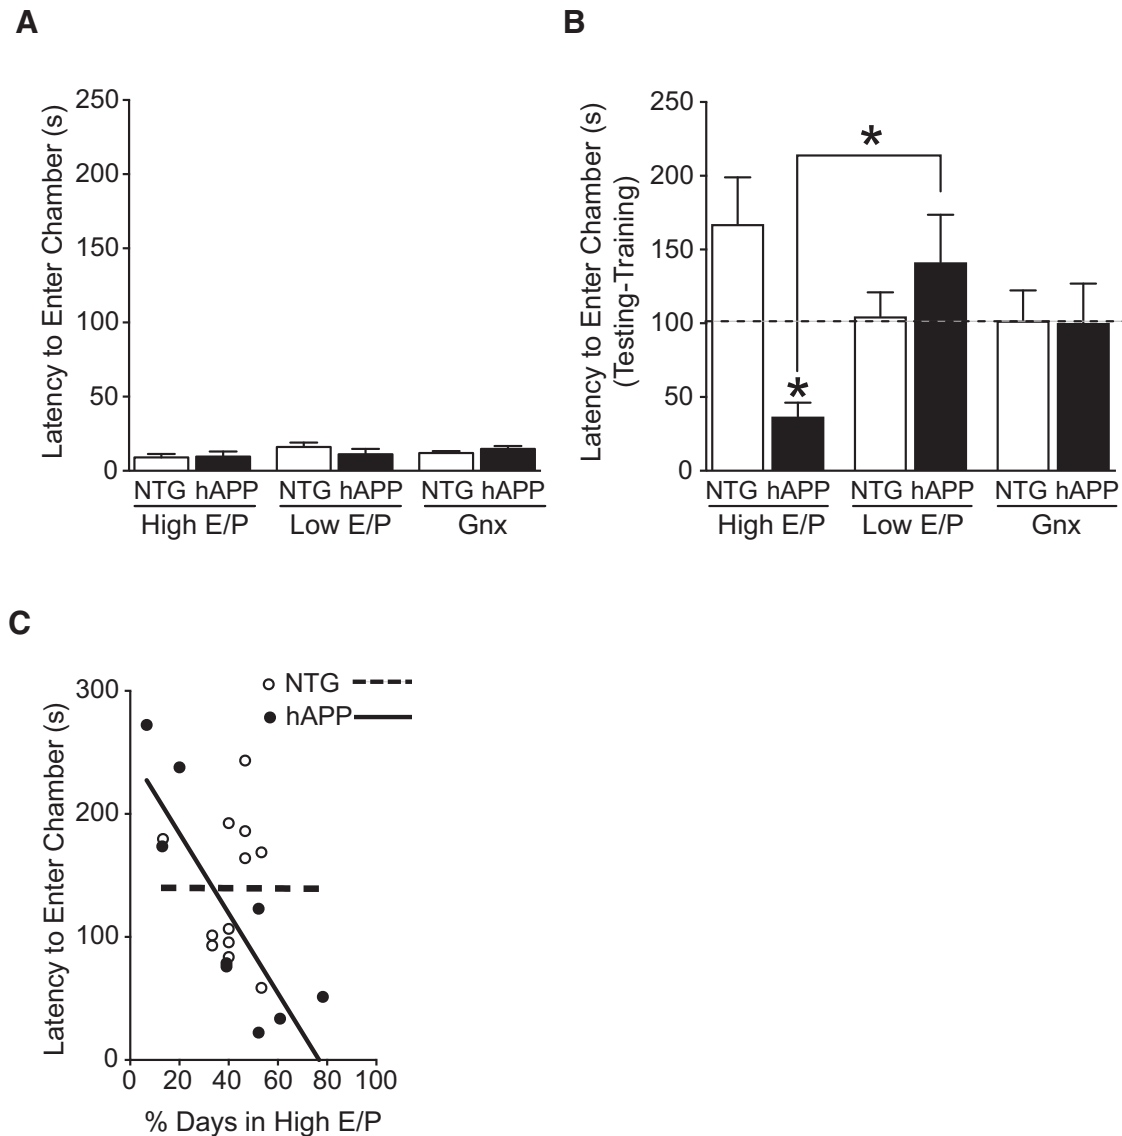 A
Latency to Enter Chamber (s)
250
200
150
100
50
0
NTG hAPP NTG hAPP NTG hAPP
High E/P Low E/P Gnx
B
Latency to Enter Chamber (s)
(Testing-Training)
250
200
150
100
50
0
*
*
NTG hAPP NTG hAPP NTG hAPP
High E/P Low E/P Gnx
C
Latency to Enter Chamber (s)
300
200
100
0
NTG
hAPP
0 20 40 60 80 100
% Days in High E/P